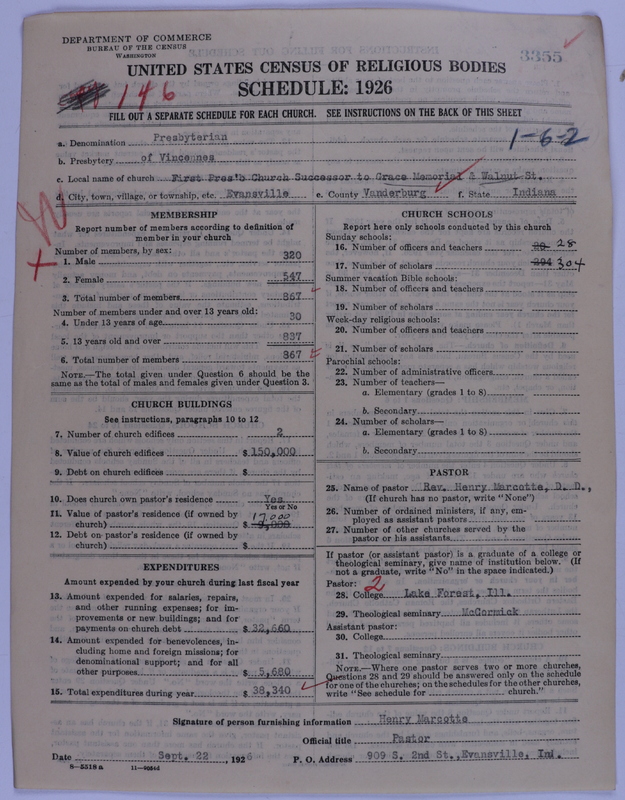 DEPARTMENT OF COMMERCE
BUREAU OF THE CENSUS
WASHINGTON
3355
UNITED STATES CENSUS OF RELIGIOUS BODIES
146
SCHEDULE: 1926
FILL OUT A SEPARATE SCHEDULE FOR EACH CHURCH. SEE INSTRUCTIONS ON THE BACK OF THIS SHEET
1-6-2
a. Denomination Presbyterian
b. Presbytery of Vincennes
c. Local name of church First Pres'b Church Successor to Grace Memorial & Walnut St.
d. City, town, village, or township, etc. Evansville e. County Vanderburg f. State Indiana
MEMBERSHIP
Report number of members according to definition of
member in your church
Number of members, by sex:
1. Male 320
2. Female 547
3. Total number of members 867
Number of members under and over 13 years old:
4. Under 13 years of age 30
5. 13 years old and over 837
6. Total number of members 867
NOTE.—The total given under Question 6 should be the
same as the total of males and females given under Question 3.
CHURCH BUILDINGS
See instructions, paragraphs 10 to 12
7. Number of church edifices 2
8. Value of church edifices $150,000
9. Debt on church edifices $
10. Does church own pastor's residence Yes
Yes or No
11. Value of pastor's residence (if owned by
church) $ 17,000
12. Debt on pastor's residence (if owned by
church) $
EXPENDITURES
Amount expended by your church during last fiscal year
13. Amount expended for salaries, repairs,
and other running expenses; for im-
provements or new buildings; and for
payments on church debt $32,660
14. Amount expended for benevolences, in-
cluding home and foreign missions; for
denominational support; and for all
other purposes $ 5,680
15. Total expenditures during year $ 38,340
CHURCH SCHOOLS
Report here only schools conducted by this church
Sunday schools:
16. Number of officers and teachers 28
17. Number of scholars 294 304
Summer vacation Bible schools:
18. Number of officers and teachers
19. Number of scholars
Week-day religious schools:
20. Number of officers and teachers
21. Number of scholars
Parochial schools:
22. Number of administrative officers
23. Number of teachers—
a. Elementary (grades 1 to 8)
b. Secondary
24. Number of scholars—
a. Elementary (grades 1 to 8)
b. Secondary
PASTOR
25. Name of pastor Rev. Henry Marcotte, D. D.,
(If church has no pastor, write "None")
26. Number of ordained ministers, if any, em-
ployed as assistant pastors
27. Number of other churches served by the
pastor or his assistants
If pastor (or assistant pastor) is a graduate of a college or
theological seminary, give name of institution below. (If
not a graduate, write "No" in the space indicated.)
Pastor: 2
28. College Lake Forest, Ill.
29. Theological seminary McCormick
Assistant pastor:
30. College
31. Theological seminary
NOTE.—Where one pastor serves two or more churches,
Questions 28 and 29 should be answered only on the schedule
for one of the churches; on the schedules for the other churches,
write "See schedule for church."
Signature of person furnishing information Henry Marcotte
Official title Pastor
Date Sept. 22, 1926 P. O. Address 909 S. 2nd St., Evansville, Ind.
8—5518 a 11—9054d